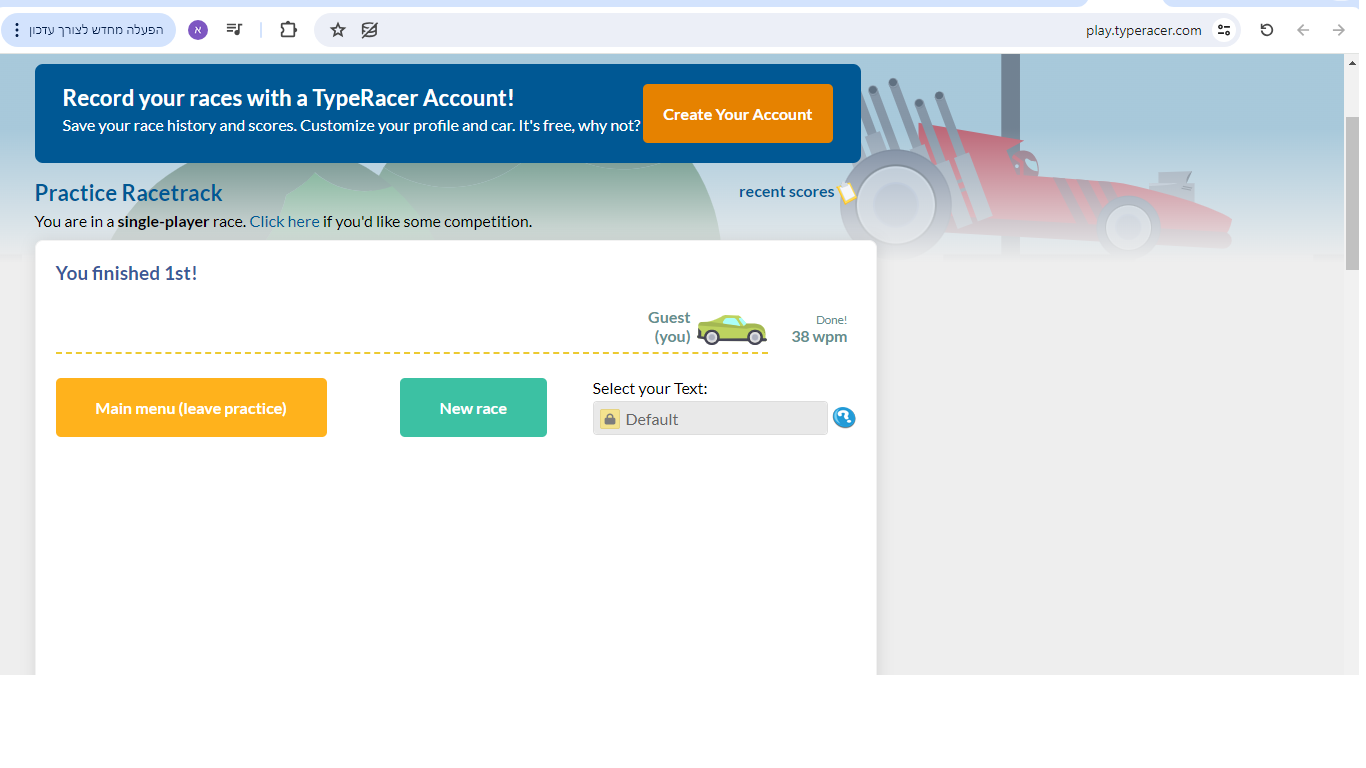 הפעלה מחדש לצורך עדכון
א
play.typeracer.com
Record your races with a TypeRacer Account!
Save your race history and scores. Customize your profile and car. It's free, why not?
Create Your Account
Practice Racetrack
recent scores
You are in a single-player race. Click here if you'd like some competition.
You finished 1st!
Guest
(you)
Done!
38 wpm
Main menu (leave practice)
New race
Select your Text:
Default